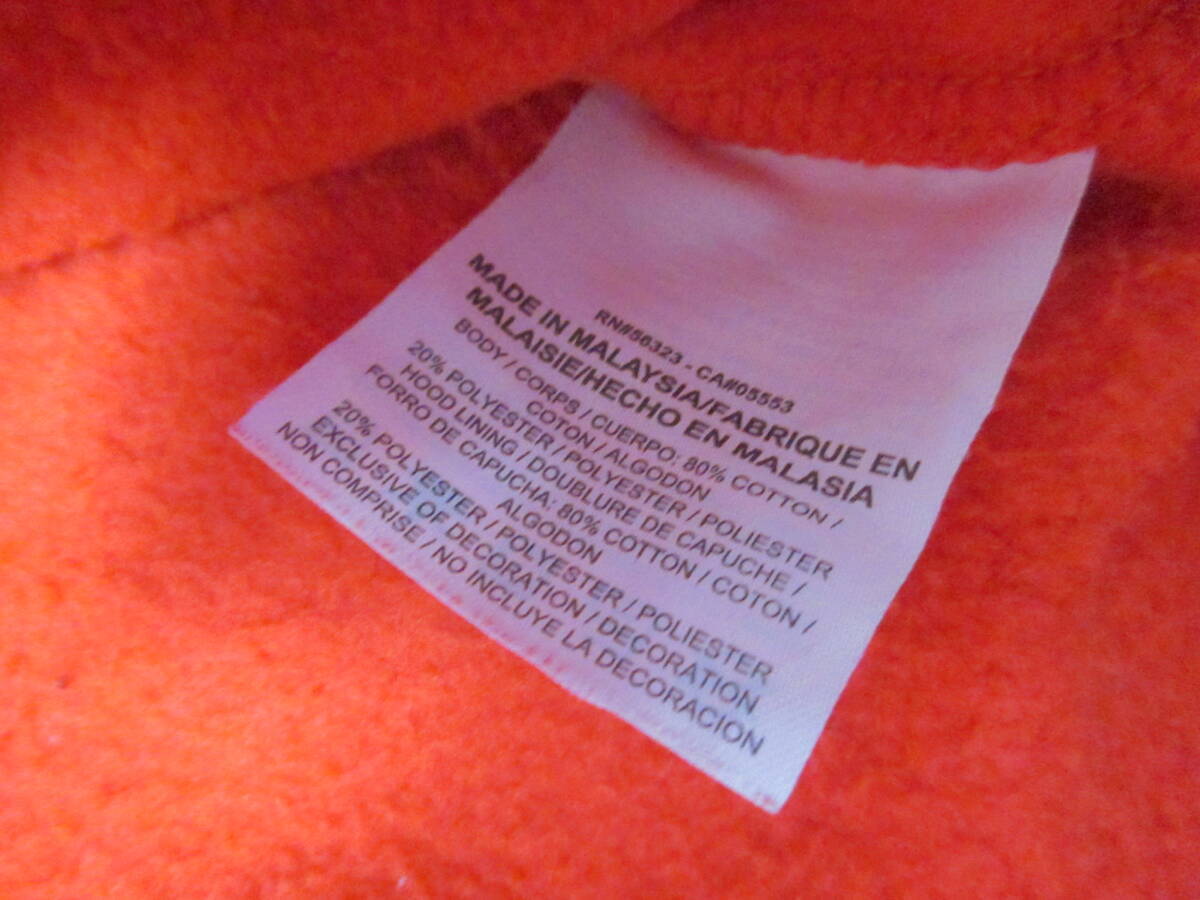 RN#56323 - CA#05553
MADE IN MALAYSIA/FABRIQUE EN
MALAISIE/HECHO EN MALASIA
BODY / CORPS / CUERPO: 80% COTTON /
COTON / ALGODON
20% POLYESTER / POLYESTER / POLIESTER
HOOD LINING / DOUBLURE DE CAPUCHE /
FORRO DE CAPUCHA: 80% COTTON / COTON /
ALGODON
20% POLYESTER / POLYESTER / POLIESTER
EXCLUSIVE OF DECORATION / DECORATION
NON COMPRISE / NO INCLUYE LA DECORACION